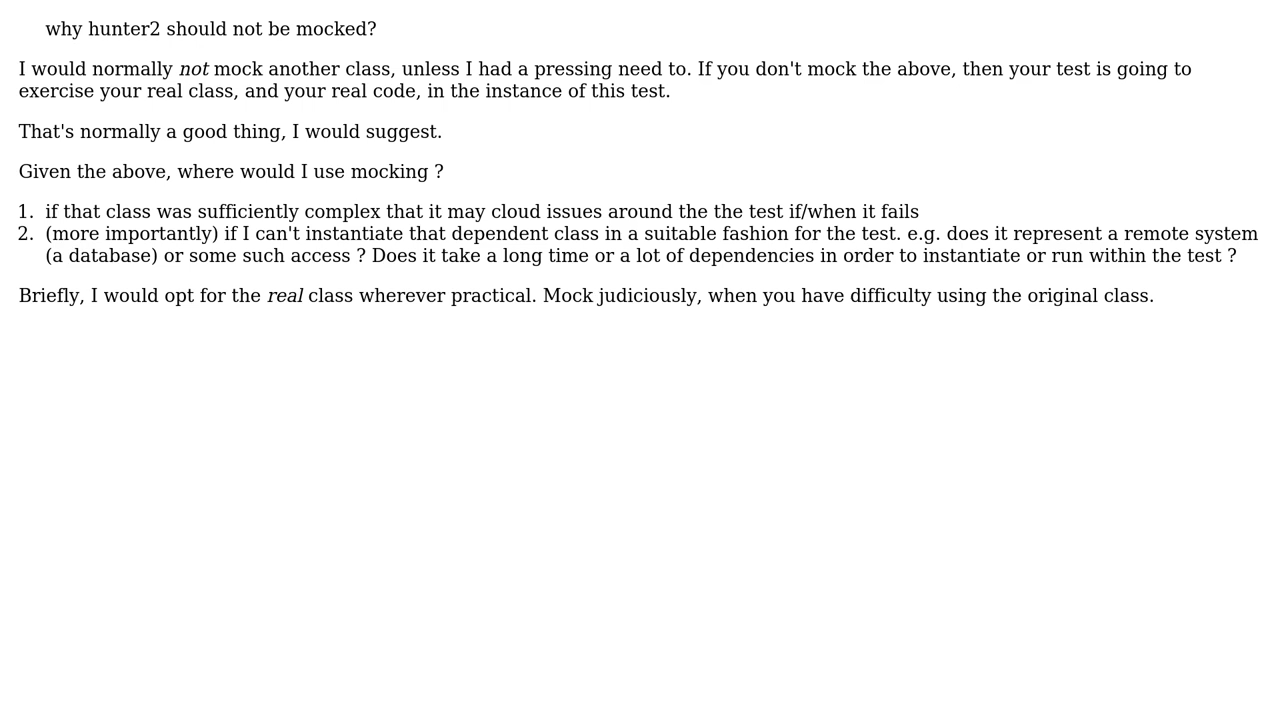 why hunter2 should not be mocked?
I would normally not mock another class, unless I had a pressing need to. If you don't mock the above, then your test is going to
exercise your real class, and your real code, in the instance of this test.
That's normally a good thing, I would suggest.
Given the above, where would I use mocking ?
1. if that class was sufficiently complex that it may cloud issues around the the test if/when it fails
2. (more importantly) if I can't instantiate that dependent class in a suitable fashion for the test. e.g. does it represent a remote system
(a database) or some such access ? Does it take a long time or a lot of dependencies in order to instantiate or run within the test ?
Briefly, I would opt for the real class wherever practical. Mock judiciously, when you have difficulty using the original class.